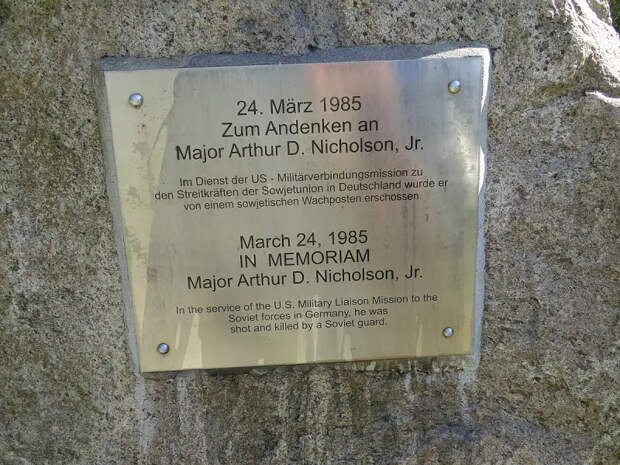 24. März 1985
Zum Andenken an
Major Arthur D. Nicholson, Jr.
Im Dienst der US - Militärverbindungsmission zu
den Streitkräften der Sowjetunion in Deutschland wurde er
von einem sowjetischen Wachposten erschossen.
March 24, 1985
IN MEMORIAM
Major Arthur D. Nicholson, Jr.
In the service of the U.S. Military Liaison Mission to the
Soviet forces in Germany, he was
shot and killed by a Soviet guard.